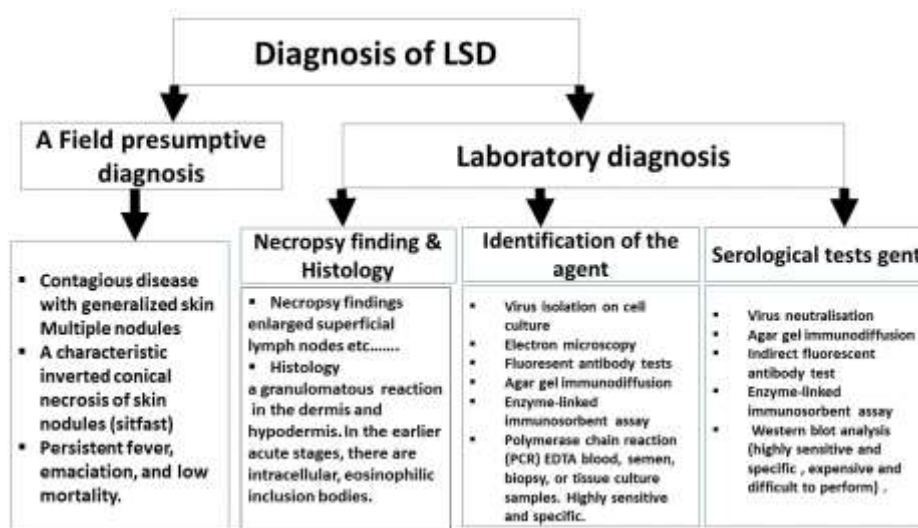 Diagnosis of LSD
A Field presumptive
diagnosis
Laboratory diagnosis
▪ Contagious disease
with generalized skin
Multiple nodules
▪ A characteristic
inverted conical
necrosis of skin
nodules (sitfast)
▪ Persistent fever,
emaciation, and low
mortality.
Necropsy finding &
Histology
▪ Necropsy findings
enlarged superficial
lymph nodes etc.......
▪ Histology
a granulomatous reaction
in the dermis and
hypodermis. In the earlier
acute stages, there are
intracellular, eosinophilic
inclusion bodies.
Identification of the
agent
▪ Virus isolation on cell
culture
▪ Electron microscopy
▪ Fluoresent antibody tests
▪ Agar gel immunodiffusion
▪ Enzyme-linked
immunosorbent assay
▪ Polymerase chain reaction
(PCR) EDTA blood, semen,
biopsy, or tissue culture
samples. Highly sensitive
and specific.
Serological tests gent
▪ Virus neutralisation
▪ Agar gel immunodiffusion
▪ Indirect fluorescent
antibody test
▪ Enzyme-linked
immunosorbent assay
▪ Western blot analysis
(highly sensitive and
specific , expensive and
difficult to perform) .